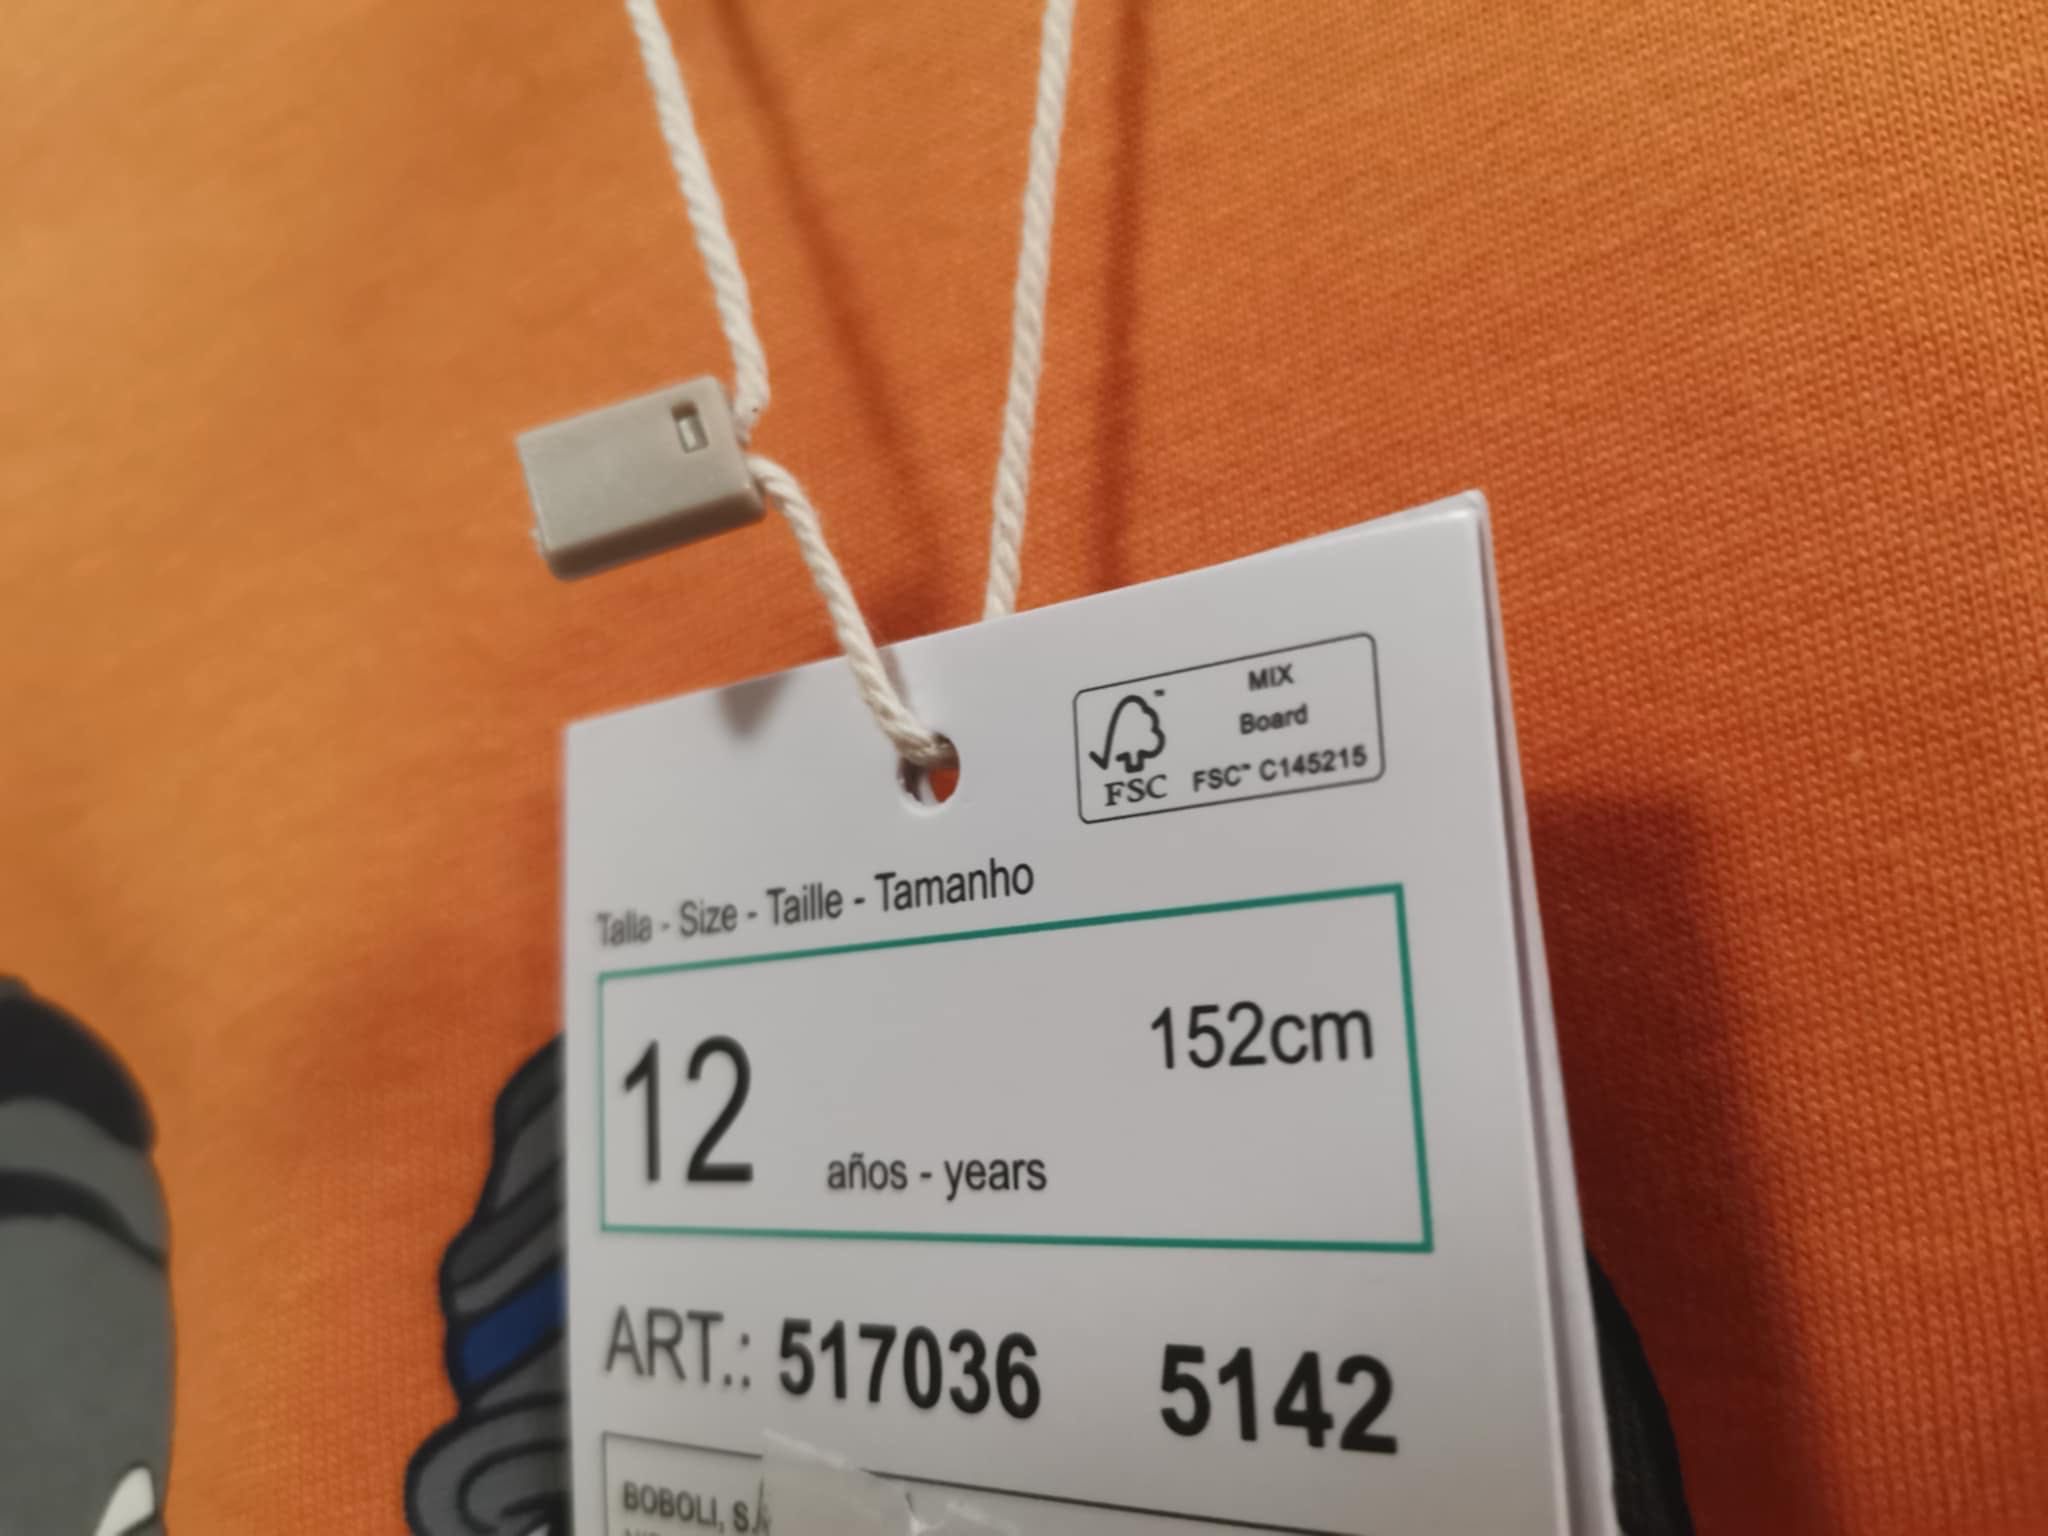 MIX
Board
FSC™ C145215
FSC
Talla - Size - Taille - Tamanho
12 años - years 152cm
ART.: 517036 5142
BOBOLI,